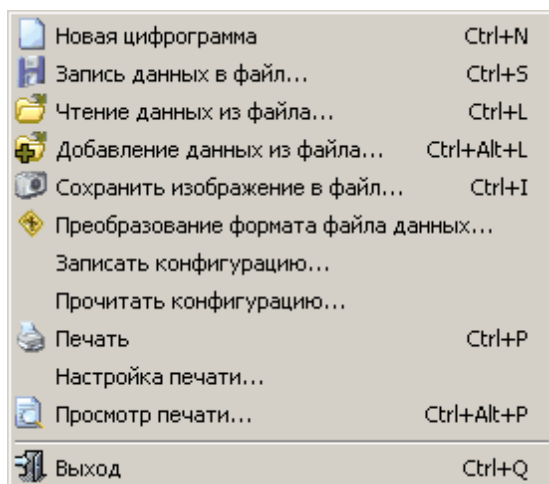 Новая цифрограмма Ctrl+N
Запись данных в файл... Ctrl+S
Чтение данных из файла... Ctrl+L
Добавление данных из файла... Ctrl+Alt+L
Сохранить изображение в файл... Ctrl+I
Преобразование формата файла данных...
Записать конфигурацию...
Прочитать конфигурацию...
Печать Ctrl+P
Настройка печати...
Просмотр печати... Ctrl+Alt+P
Выход Ctrl+Q